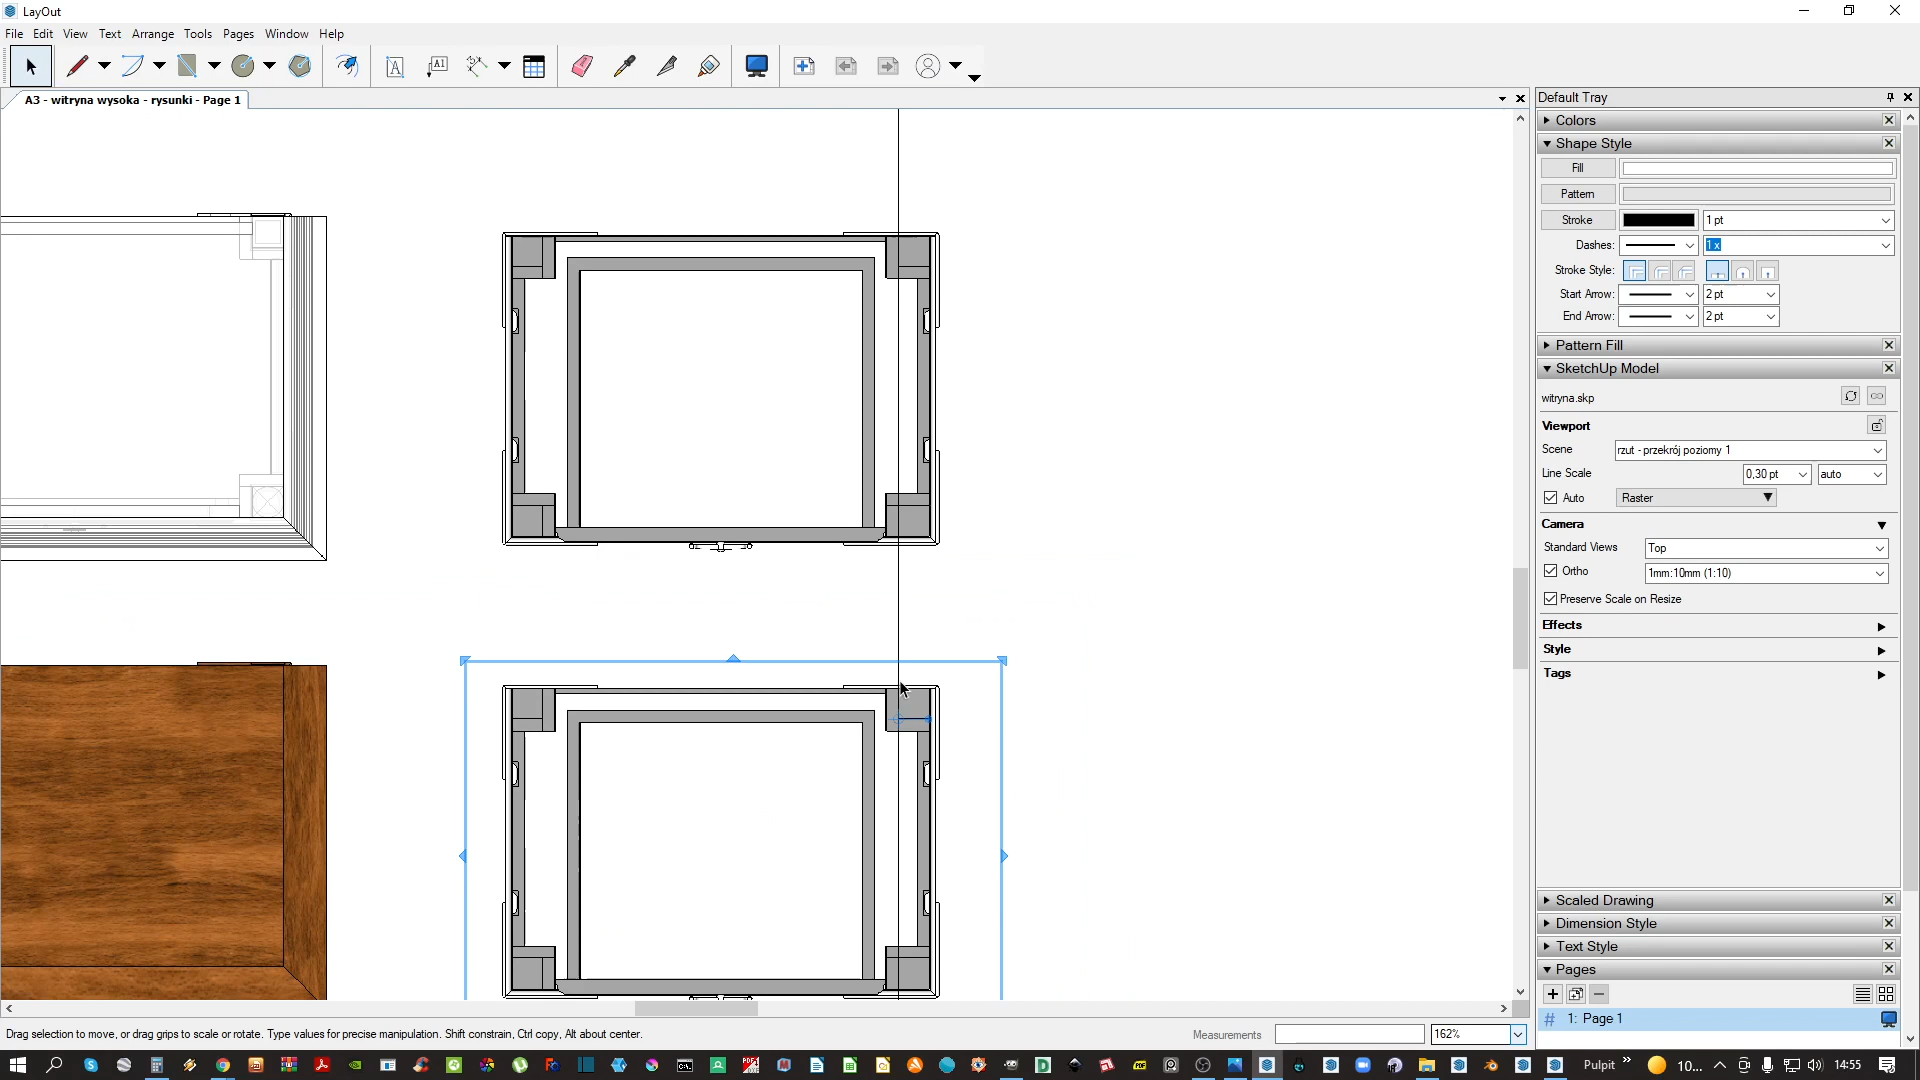 LayOut
File Edit View Text Arrange Tools Pages Window Help
A1
A
A3 - witryna wysoka - rysunki - Page 1
Default Tray
Colors
Shape Style
Fill
Pattern
Stroke 1 pt
Dashes: 1 x
Stroke Style:
Start Arrow: 2 pt
End Arrow: 2 pt
Pattern Fill
SketchUp Model
witryna.skp
Viewport
Scene rzut - przekrój poziomy 1
Line Scale 0,30 pt auto
Auto Raster
Camera
Standard Views Top
Ortho 1mm:10mm (1:10)
Preserve Scale on Resize
Effects
Style
Tags
Scaled Drawing
Dimension Style
Text Style
Pages
# 1: Page 1
Drag selection to move, or drag grips to scale or rotate. Type values for precise manipulation. Shift constrain, Ctrl copy, Alt about center.
Measurements 162%
Pulpit » 10... 14:55